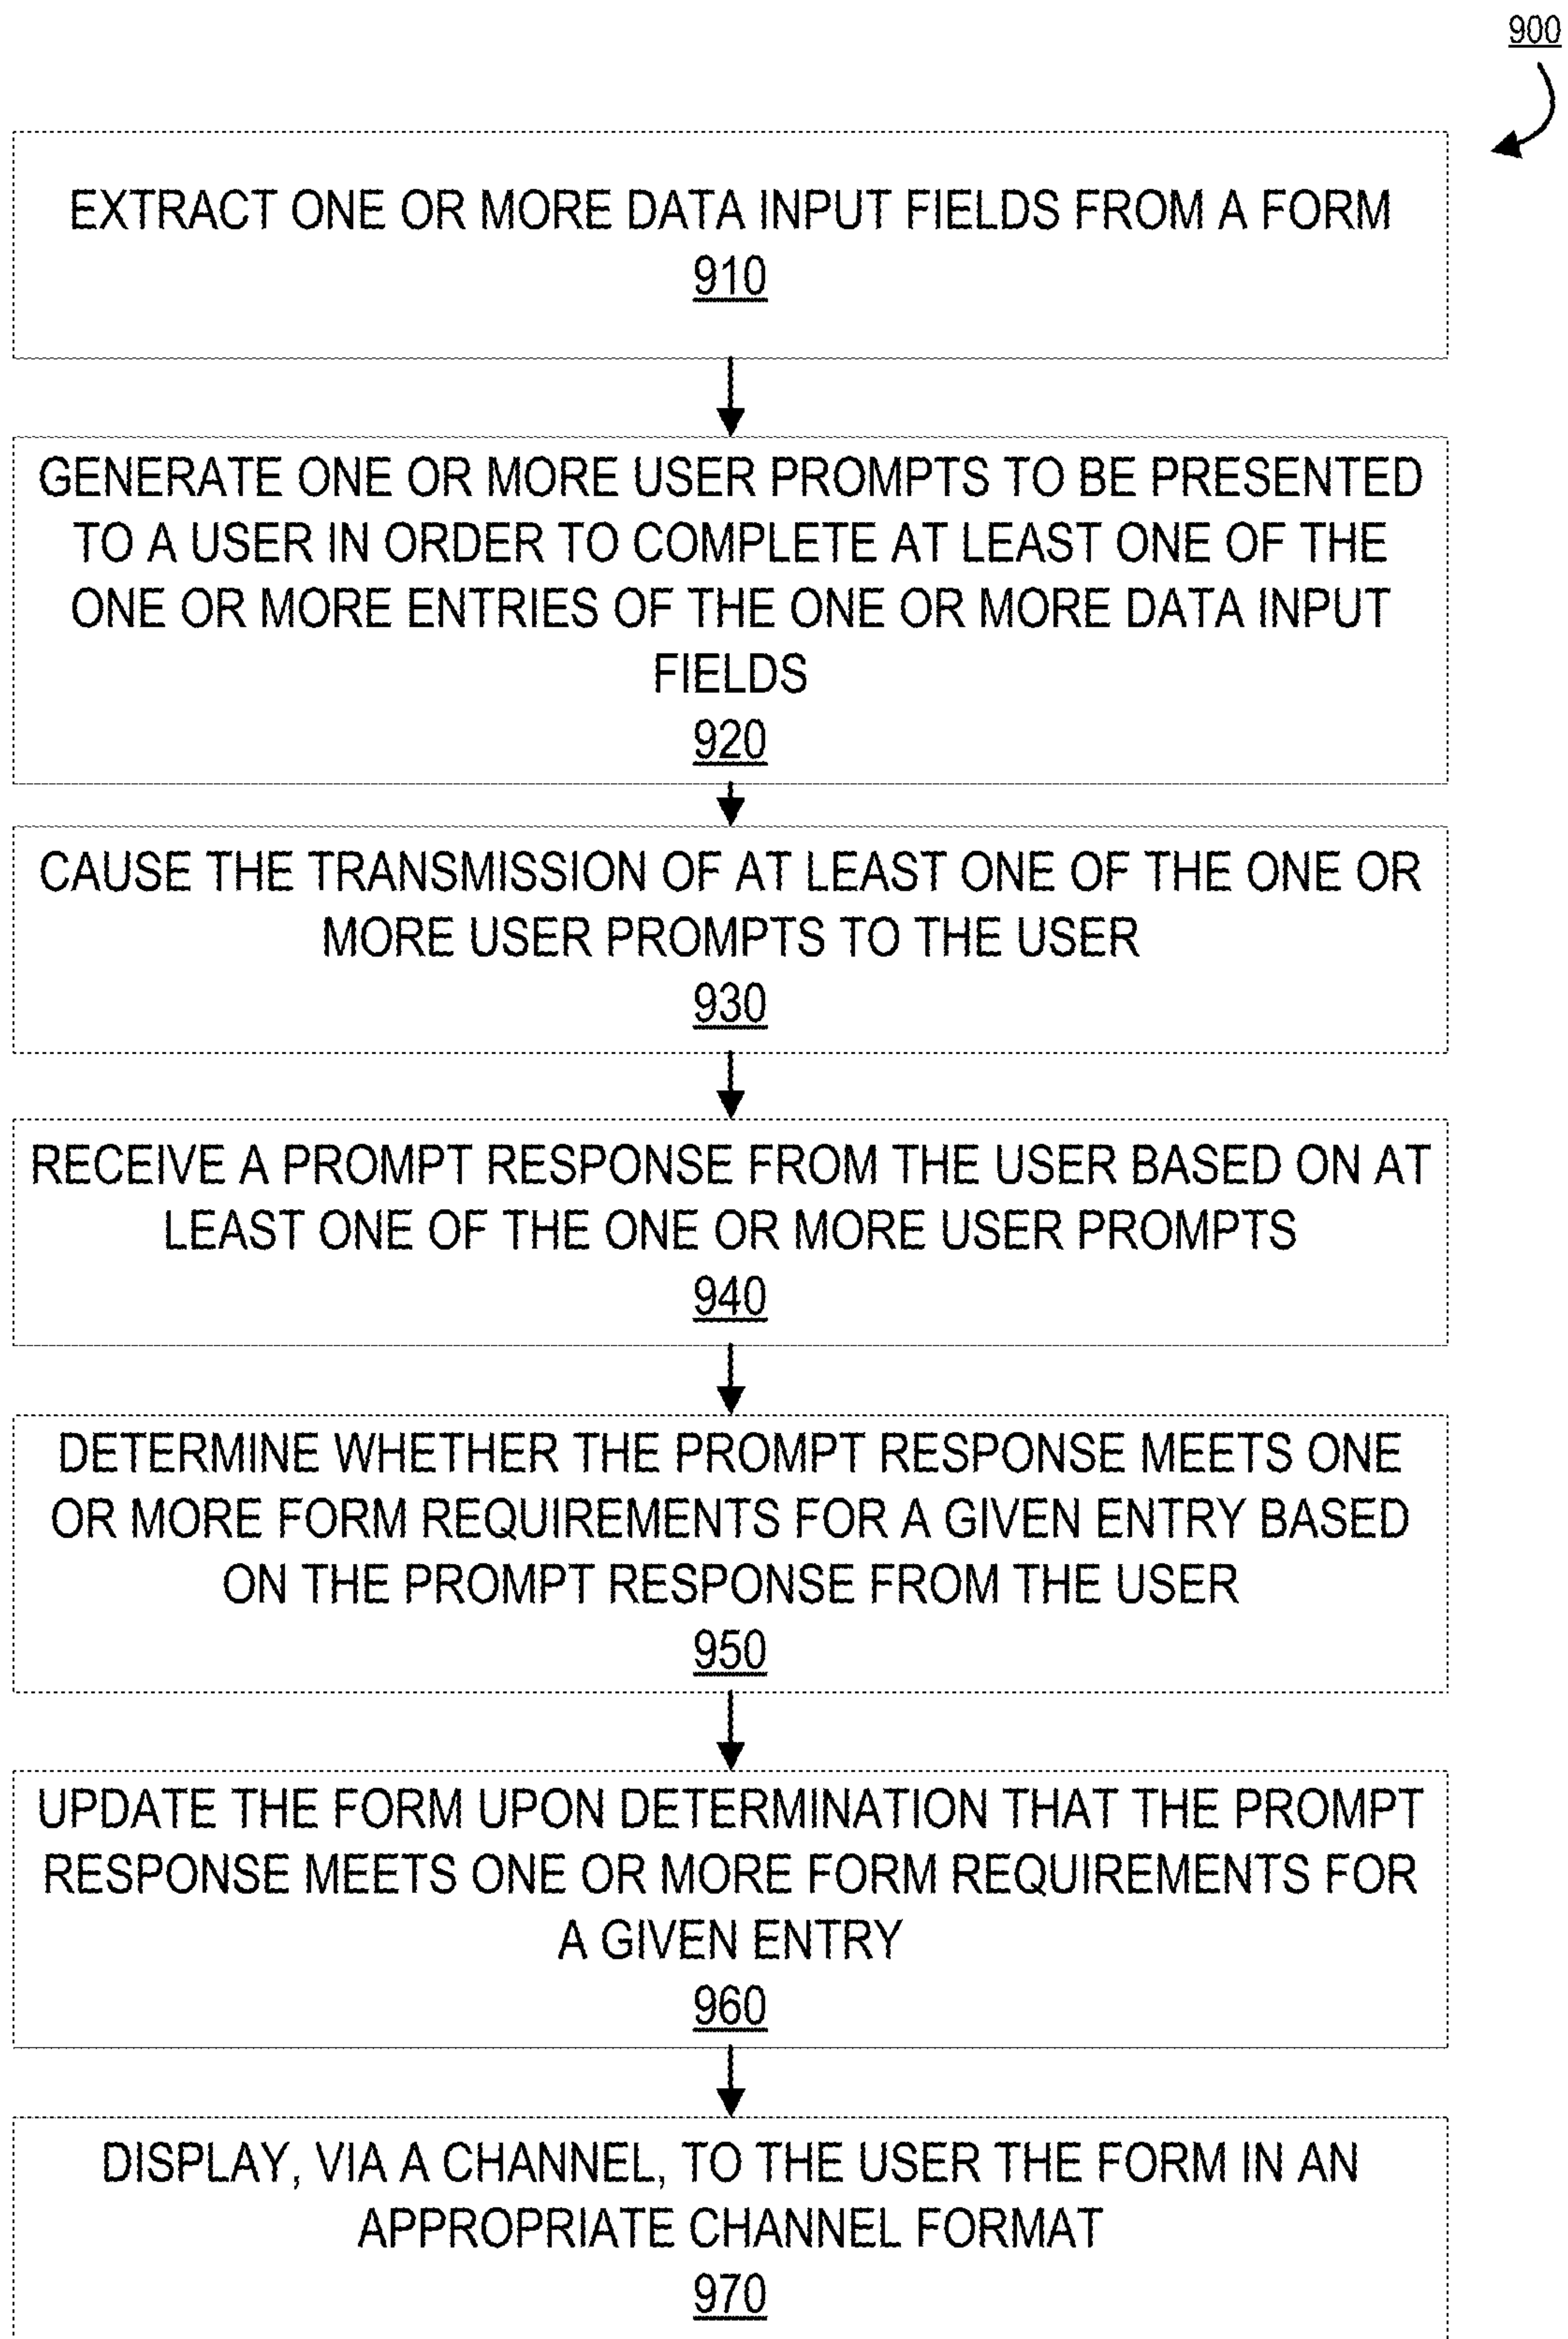 900
EXTRACT ONE OR MORE DATA INPUT FIELDS FROM A FORM
910
GENERATE ONE OR MORE USER PROMPTS TO BE PRESENTED
TO A USER IN ORDER TO COMPLETE AT LEAST ONE OF THE
ONE OR MORE ENTRIES OF THE ONE OR MORE DATA INPUT
FIELDS
920
CAUSE THE TRANSMISSION OF AT LEAST ONE OF THE ONE OR
MORE USER PROMPTS TO THE USER
930
RECEIVE A PROMPT RESPONSE FROM THE USER BASED ON AT
LEAST ONE OF THE ONE OR MORE USER PROMPTS
940
DETERMINE WHETHER THE PROMPT RESPONSE MEETS ONE
OR MORE FORM REQUIREMENTS FOR A GIVEN ENTRY BASED
ON THE PROMPT RESPONSE FROM THE USER
950
UPDATE THE FORM UPON DETERMINATION THAT THE PROMPT
RESPONSE MEETS ONE OR MORE FORM REQUIREMENTS FOR
A GIVEN ENTRY
960
DISPLAY, VIA A CHANNEL, TO THE USER THE FORM IN AN
APPROPRIATE CHANNEL FORMAT
970